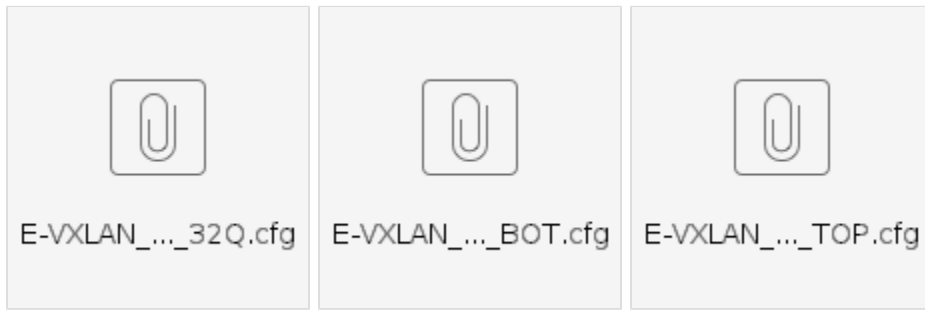 E-VXLAN_..._32Q.cfg
E-VXLAN_..._BOT.cfg
E-VXLAN_..._TOP.cfg